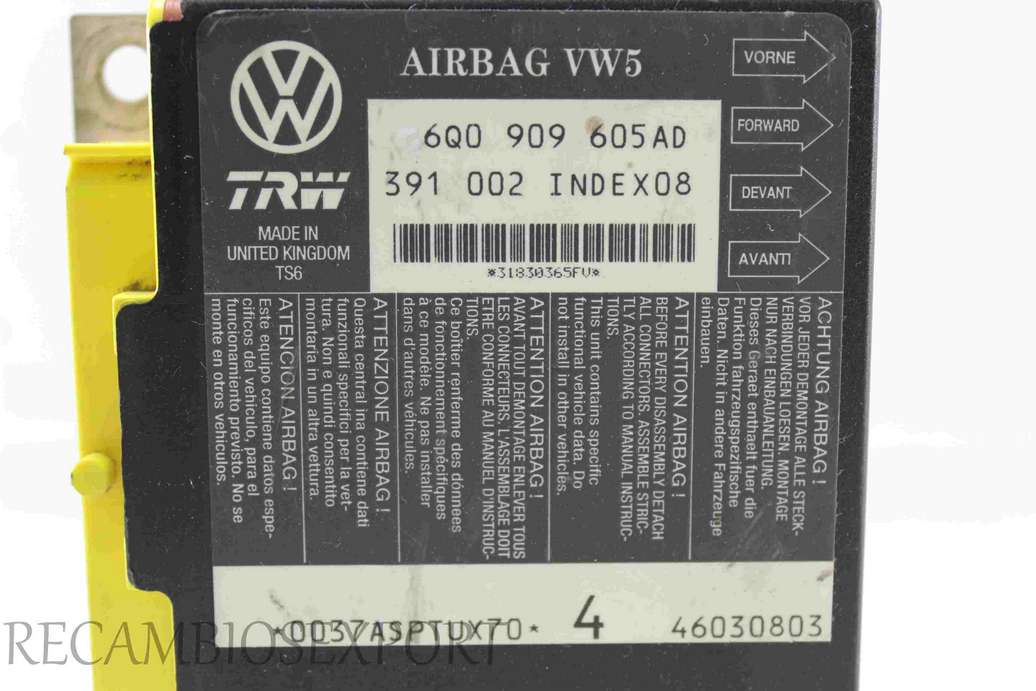 AIRBAG VW5
VW
TRW
MADE IN
UNITED KINGDOM
TS6
6Q0 909 605AD
391 002 INDEX08
*31830365FV*
VORNE
FORWARD
DEVANT
AVANTI
ACHTUNG AIRBAG !
VOR JEDER DEMONTAGE ALLE STECK-
VERBINDUNGEN LOESEN. MONTAGE
NUR NACH EINBAUANLEITUNG.
Dieses Geraet enthaelt fuer die
Funktion fahrzeugspezifische
Daten. Nicht in andere Fahrzeuge
einbauen.
ATTENTION AIRBAG !
BEFORE EVERY DISASSEMBLY DETACH
ALL CONNECTORS. ASSEMBLE STRIC-
TLY ACCORDING TO MANUAL INSTRUC-
TIONS.
This unit contains specific
functional vehicle data. Do
not install in other vehicles.
ATTENTION AIRBAG !
AVANT TOUT DEMONTAGE ENLEVER TOUS
LES CONNECTEURS. L'ASSEMBLAGE DOIT
ETRE CONFORME AU MANUEL D'INSTRUC-
TIONS.
Ce boîtier renferme des données
de fonctionnement spécifiques
à ce modèle. Ne pas installer
dans d'autres véhicules.
ATTENZIONE AIRBAG !
Questa central ina contiene dati
funzionali specifrci per la vet-
tura. Non e quindi consentito
montaria in un altra vettura.
ATENCION AIRBAG !
Este equipo contiene datos espe-
cificos del vehiculo, para el
funcionamiento previsto. No se
monte en otros vehiculos.
*0037ASPTUX70* 4 46030803
RECAMBIOSEXPORT